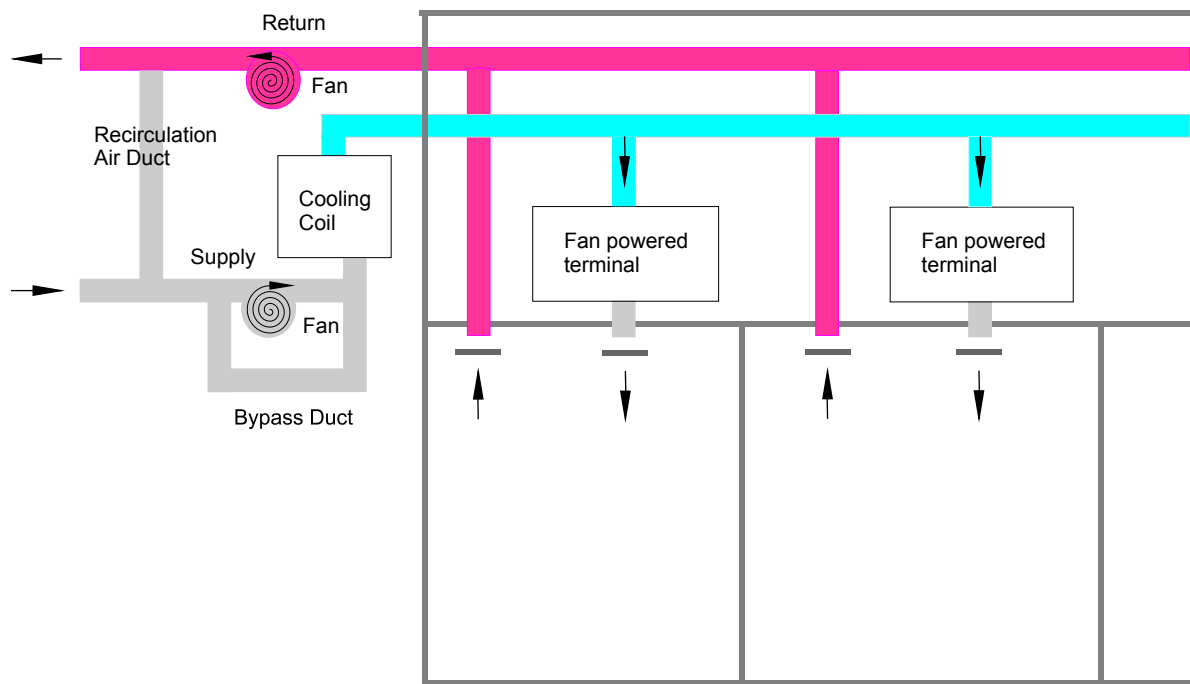 Return
Fan
Recirculation
Air Duct
Cooling
Coil
Supply
Fan
Bypass Duct
Fan powered
terminal
Fan powered
terminal